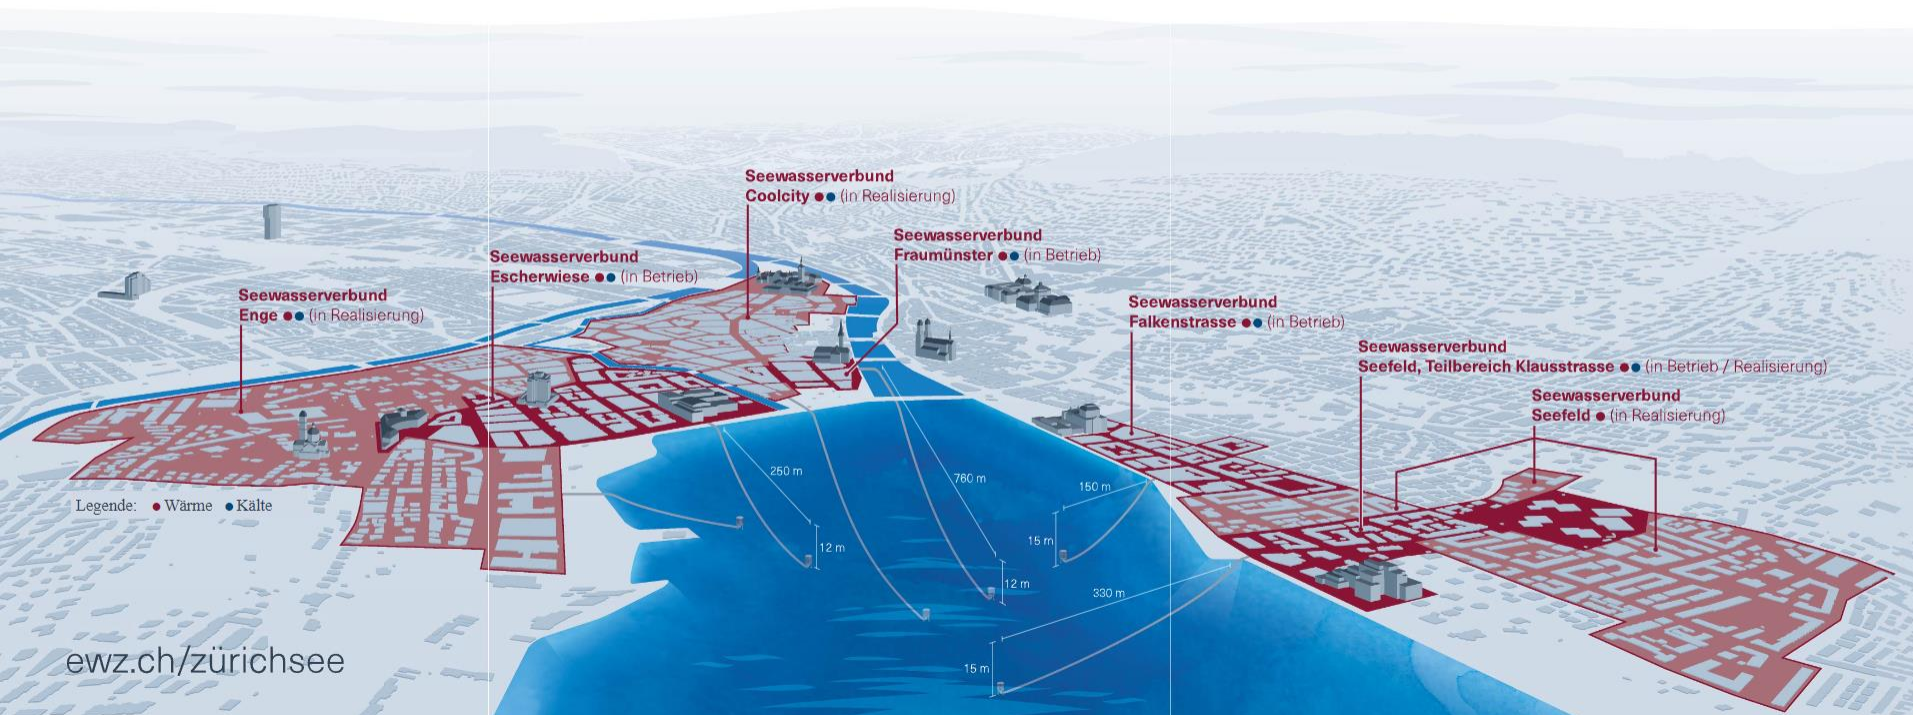 Seewasserverbund
Coolcity ●● (in Realisierung)
Seewasserverbund
Fraumünster ●● (in Betrieb)
Seewasserverbund
Escherwiese ●● (in Betrieb)
Seewasserverbund
Enge ●● (in Realisierung)
Seewasserverbund
Falkenstrasse ●● (in Betrieb)
Seewasserverbund
Seefeld, Teilbereich Klausstrasse ●● (in Betrieb / Realisierung)
Seewasserverbund
Seefeld ● (in Realisierung)
250 m
12 m
760 m
12 m
150 m
15 m
330 m
15 m
Legende: ● Wärme ● Kälte
ewz.ch/zürichsee